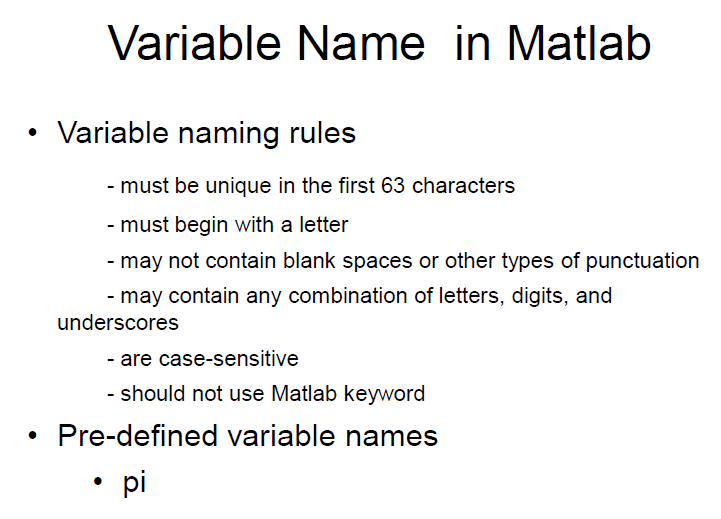 Variable Name in Matlab
• Variable naming rules
- must be unique in the first 63 characters
- must begin with a letter
- may not contain blank spaces or other types of punctuation
- may contain any combination of letters, digits, and
underscores
- are case-sensitive
- should not use Matlab keyword
• Pre-defined variable names
• pi